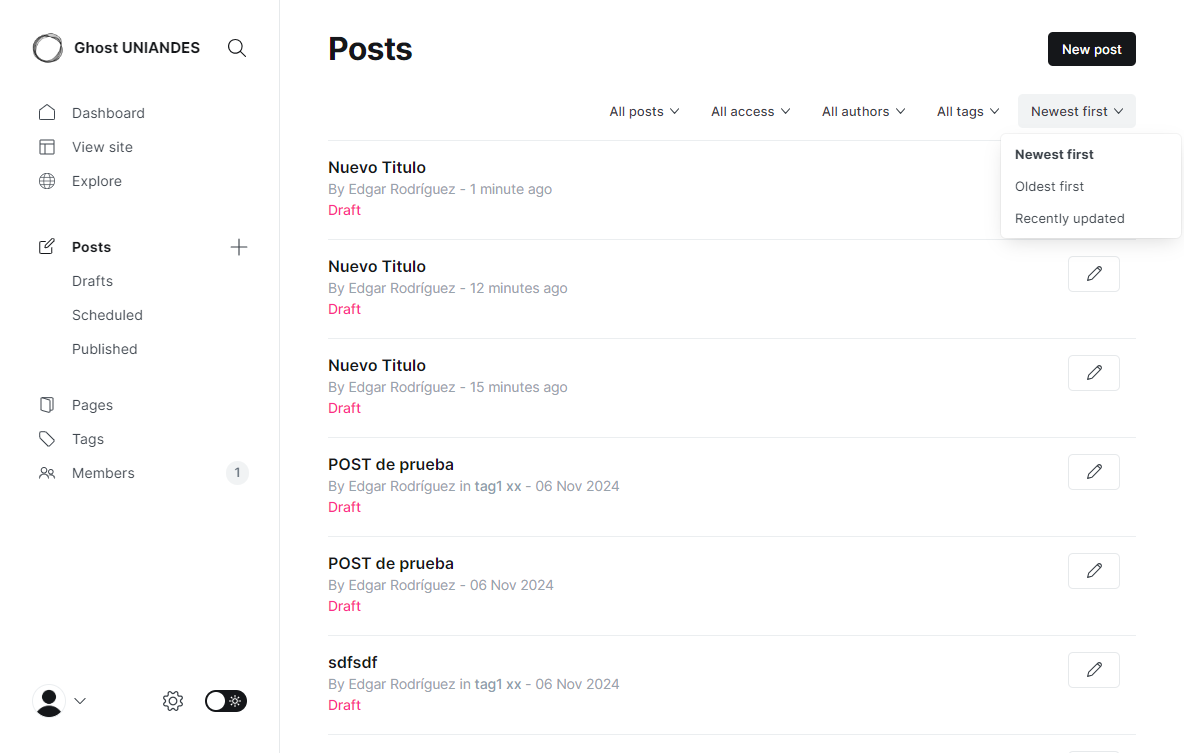 Ghost UNIANDES
Dashboard
View site
Explore
Posts
Drafts
Scheduled
Published
Pages
Tags
Members 1
Posts
New post
All posts All access All authors All tags Newest first
Newest first
Oldest first
Recently updated
Nuevo Titulo
By Edgar Rodríguez - 1 minute ago
Draft
Nuevo Titulo
By Edgar Rodríguez - 12 minutes ago
Draft
Nuevo Titulo
By Edgar Rodríguez - 15 minutes ago
Draft
POST de prueba
By Edgar Rodríguez in tag1 xx - 06 Nov 2024
Draft
POST de prueba
By Edgar Rodríguez - 06 Nov 2024
Draft
sdfsdf
By Edgar Rodríguez in tag1 xx - 06 Nov 2024
Draft